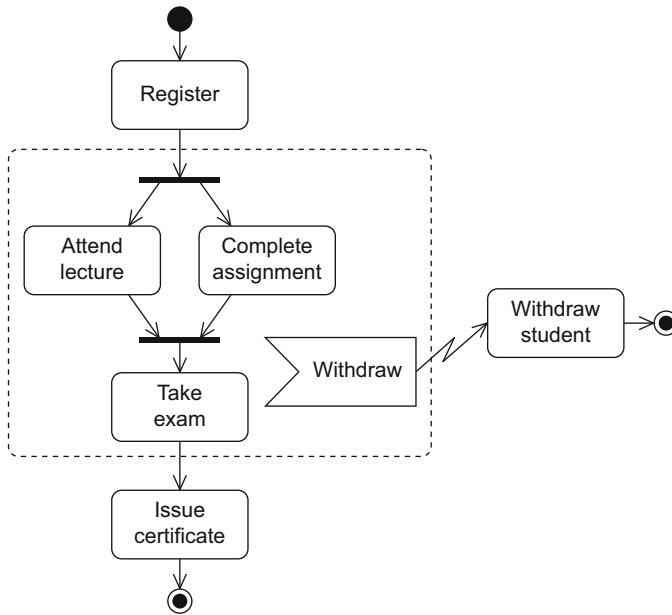 Register
Attend
lecture
Complete
assignment
Withdraw
student
Withdraw
Take
exam
Issue
certificate